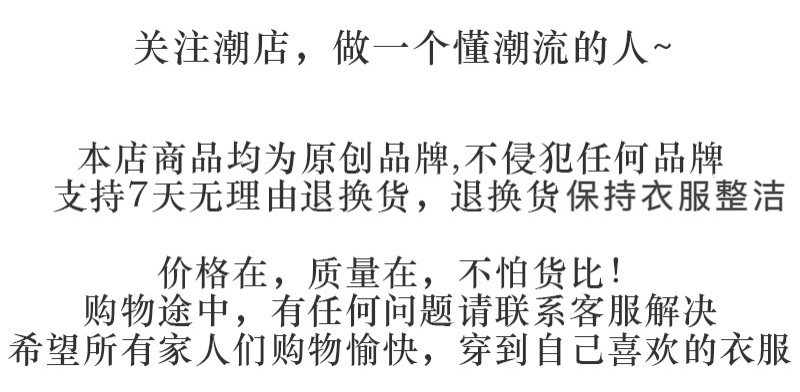 关注潮店，做一个懂潮流的人~
本店商品均为原创品牌,不侵犯任何品牌
支持7天无理由退换货，退换货保持衣服整洁
价格在，质量在，不怕货比！
购物途中，有任何问题请联系客服解决
希望所有家人们购物愉快，穿到自己喜欢的衣服